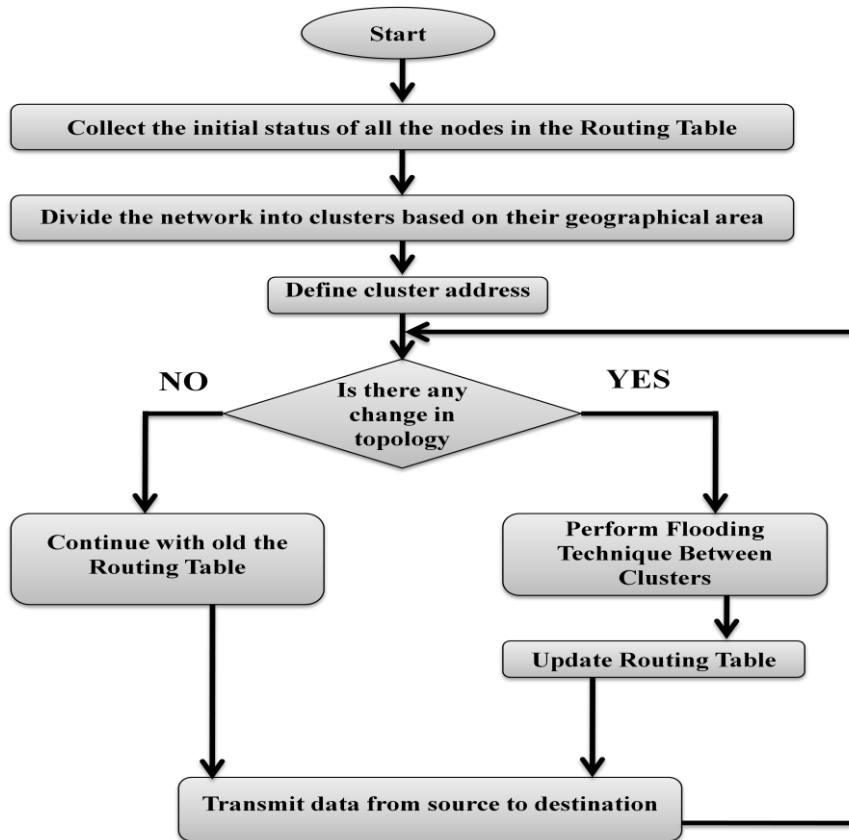 Start
Collect the initial status of all the nodes in the Routing Table
Divide the network into clusters based on their geographical area
Define cluster address
NO
YES
Is there any
change in
topology
Continue with old the
Routing Table
Perform Flooding
Technique Between
Clusters
Update Routing Table
Transmit data from source to destination